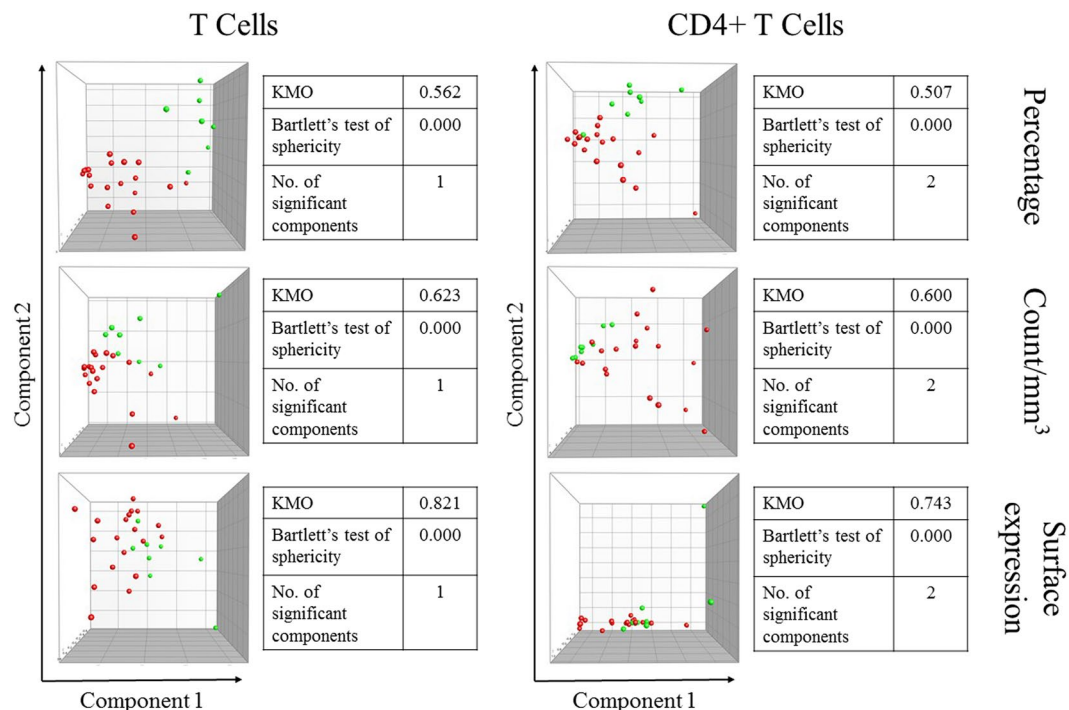 T Cells
CD4+ T Cells
KMO 0.562
Bartlett's test of sphericity 0.000
No. of significant components 1
KMO 0.507
Bartlett's test of sphericity 0.000
No. of significant components 2
Percentage
KMO 0.623
Bartlett's test of sphericity 0.000
No. of significant components 1
KMO 0.600
Bartlett's test of sphericity 0.000
No. of significant components 2
Count/mm³
KMO 0.821
Bartlett's test of sphericity 0.000
No. of significant components 1
KMO 0.743
Bartlett's test of sphericity 0.000
No. of significant components 2
Surface expression
Component 2
Component 2
Component 1
Component 1